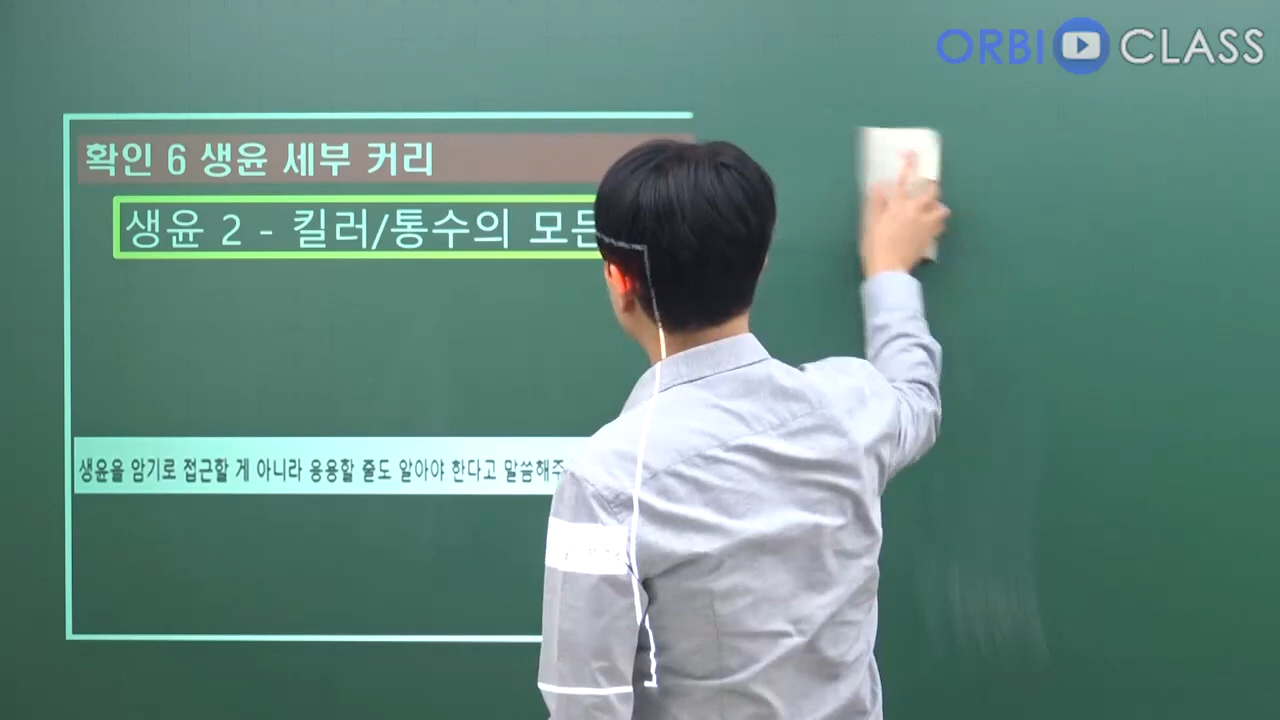 ORBI CLASS
확인 6 생윤 세부 커리
생윤 2 - 킬러/통수의 모든
생윤을 암기로 접근할 게 아니라 응용할 줄도 알아야 한다고 말씀해주